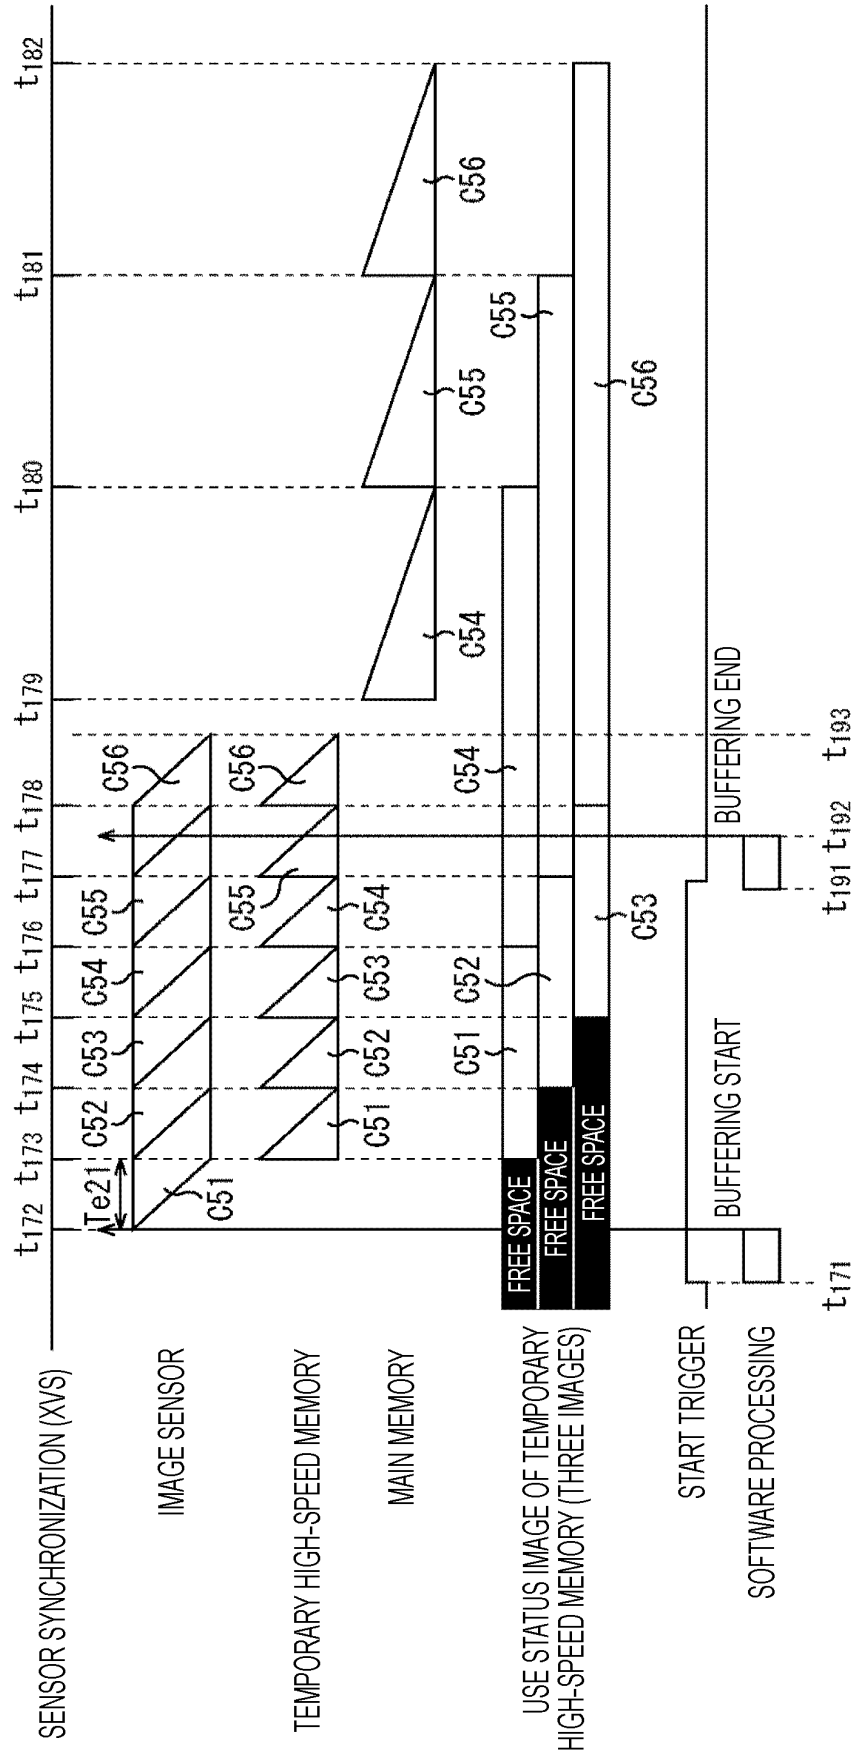 SENSOR SYNCHRONIZATION (XVS)
t172 t173 t174 t175 t176 t177 t178 t179 t180 t181 t182
Te21
IMAGE SENSOR
C51 C52 C53 C54 C55 C56
TEMPORARY HIGH-SPEED MEMORY
C51 C52 C53 C54 C55 C56
MAIN MEMORY
C54 C55 C56
USE STATUS IMAGE OF TEMPORARY
HIGH-SPEED MEMORY (THREE IMAGES)
FREE SPACE C51 C54
FREE SPACE C52 C55
FREE SPACE C53 C56
START TRIGGER
BUFFERING START BUFFERING END
SOFTWARE PROCESSING
t171 t191 t192 t193